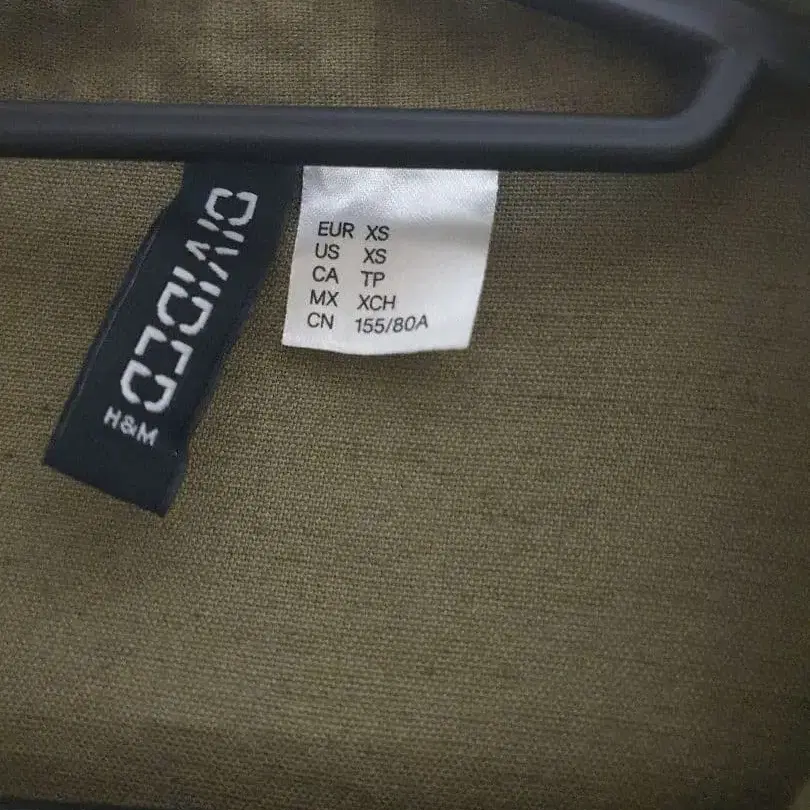 DIVIDED
H&M
EUR XS
US XS
CA TP
MX XCH
CN 155/80A